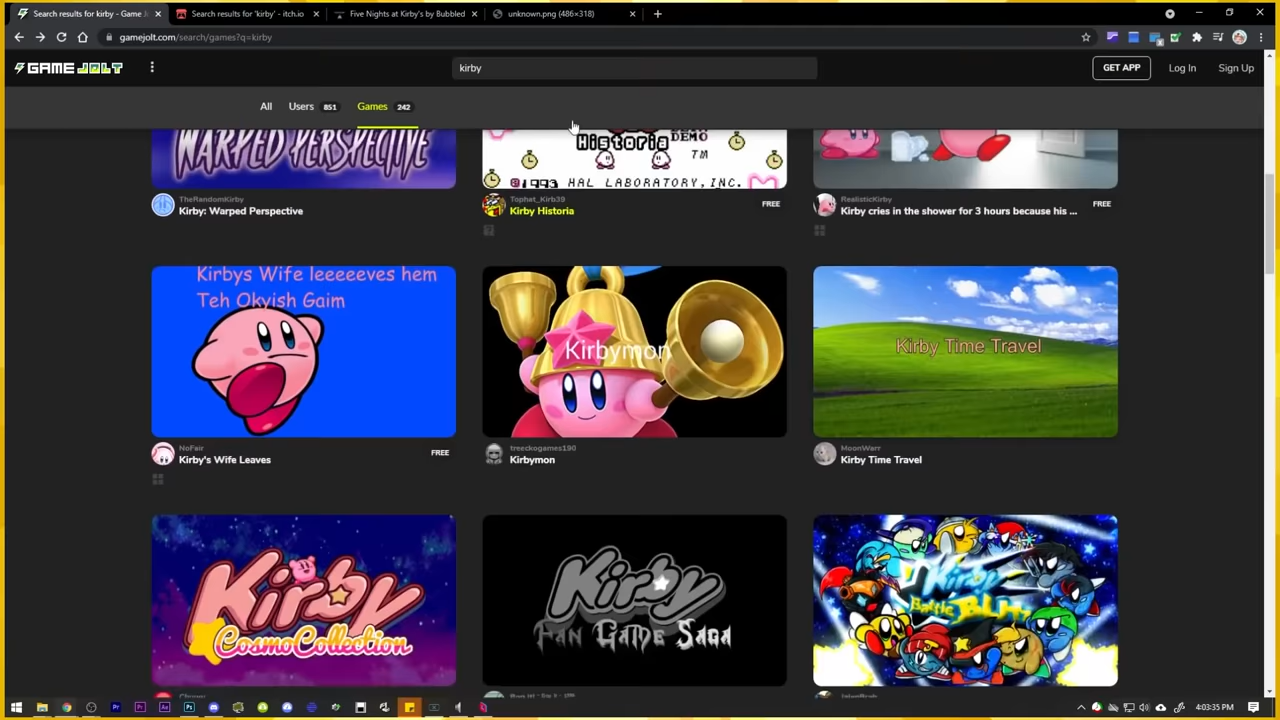 Search results for kirby - Game J
Search results for 'kirby' - itch.io
Five Nights at Kirby's by Bubbled
unknown.png (486×318)
gamejolt.com/search/games?q=kirby
GAME JOLT
kirby
GET APP
Log In
Sign Up
All
Users 851
Games 242
WARPED PERSPECTIVE
Historia DEMO
TM
©1993 HAL LABORATORY, INC.
TheRandomKirby
Kirby: Warped Perspective
Tophat_Kirb39
Kirby Historia
FREE
RealisticKirby
Kirby cries in the shower for 3 hours because his ...
FREE
Kirbys Wife leeeeeves hem
Teh Okyish Gaim
Kirbymon
Kirby Time Travel
NoFair
Kirby's Wife Leaves
FREE
treeckogames190
Kirbymon
MoonWarr
Kirby Time Travel
Kirby
CosmoCollection
Kirby
Fan Game Saga
Kirby
Battle
4:03:35 PM